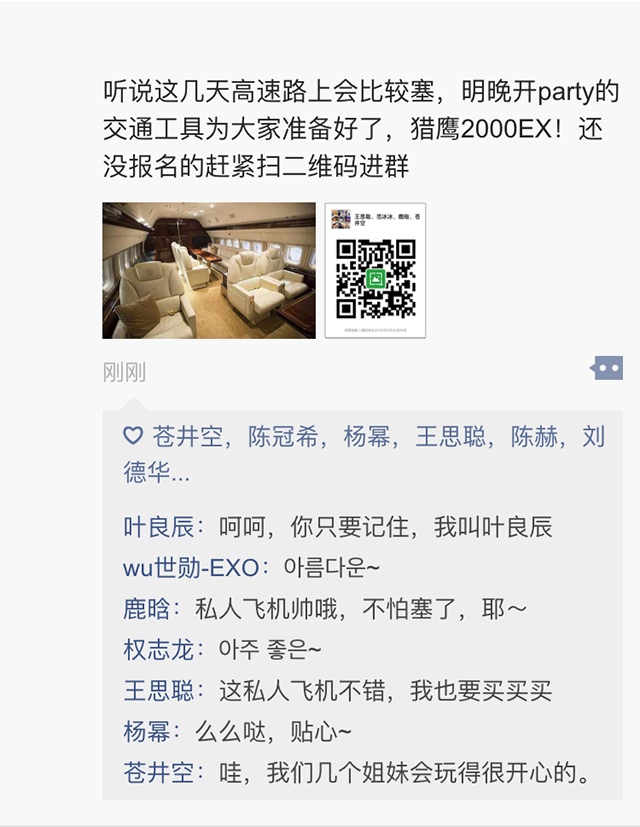 听说这几天高速路上会比较塞，明晚开party的
交通工具为大家准备好了，猎鹰2000EX！还
没报名的赶紧扫二维码进群
王思聪、范冰冰、鹿晗、苍
井空
刚刚
苍井空，陈冠希，杨幂，王思聪，陈赫，刘
德华...
叶良辰：呵呵，你只要记住，我叫叶良辰
wu世勋-EXO：아름다운~
鹿晗：私人飞机帅哦，不怕塞了，耶～
权志龙：아주 좋은~
王思聪：这私人飞机不错，我也要买买买
杨幂：么么哒，贴心~
苍井空：哇，我们几个姐妹会玩得很开心的。